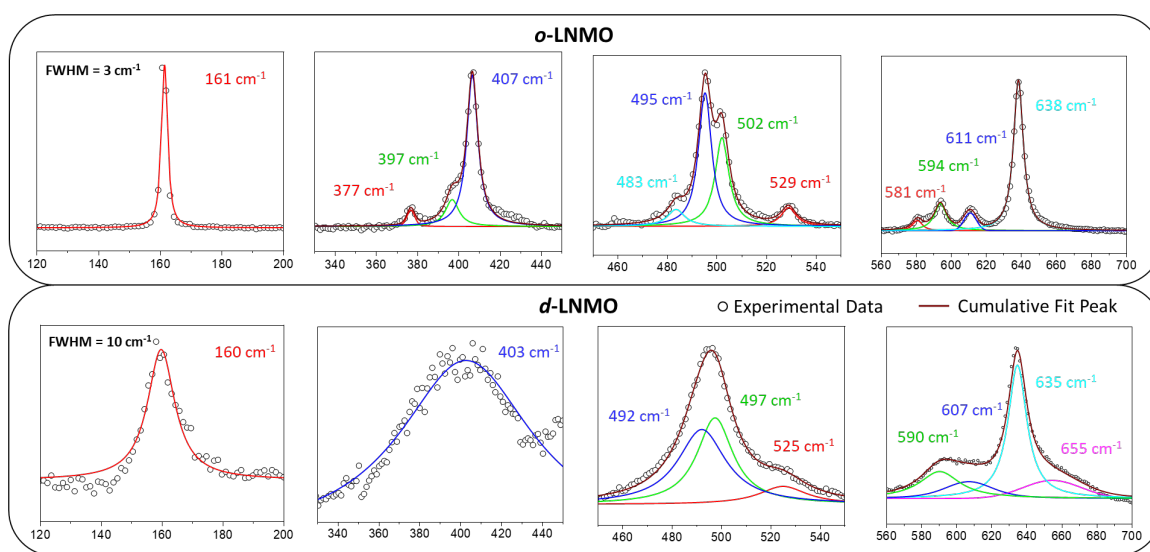 o-LNMO
FWHM = 3 cm⁻¹
161 cm⁻¹
120 140 160 180 200
407 cm⁻¹
397 cm⁻¹
377 cm⁻¹
340 360 380 400 420 440
495 cm⁻¹
502 cm⁻¹
483 cm⁻¹
529 cm⁻¹
460 480 500 520 540
638 cm⁻¹
611 cm⁻¹
594 cm⁻¹
581 cm⁻¹
560 580 600 620 640 660 680 700
d-LNMO
Experimental Data
Cumulative Fit Peak
FWHM = 10 cm⁻¹
160 cm⁻¹
120 140 160 180 200
403 cm⁻¹
340 360 380 400 420 440
492 cm⁻¹
497 cm⁻¹
525 cm⁻¹
460 480 500 520 540
635 cm⁻¹
607 cm⁻¹
590 cm⁻¹
655 cm⁻¹
560 580 600 620 640 660 680 700